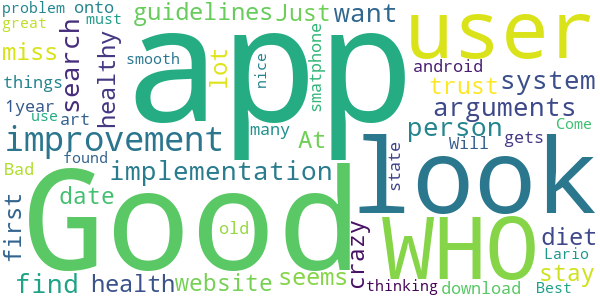 problem onto
great must
guidelines Just want
app
user
miss search healthy smooth lot nice smatphone android
trust system
things
1year use art many At person arguments
improvement Will gets Come
found state look
first Bad implementation
Good
date old crazy WHO diet
Lario
find health website seems thinking download Best stay